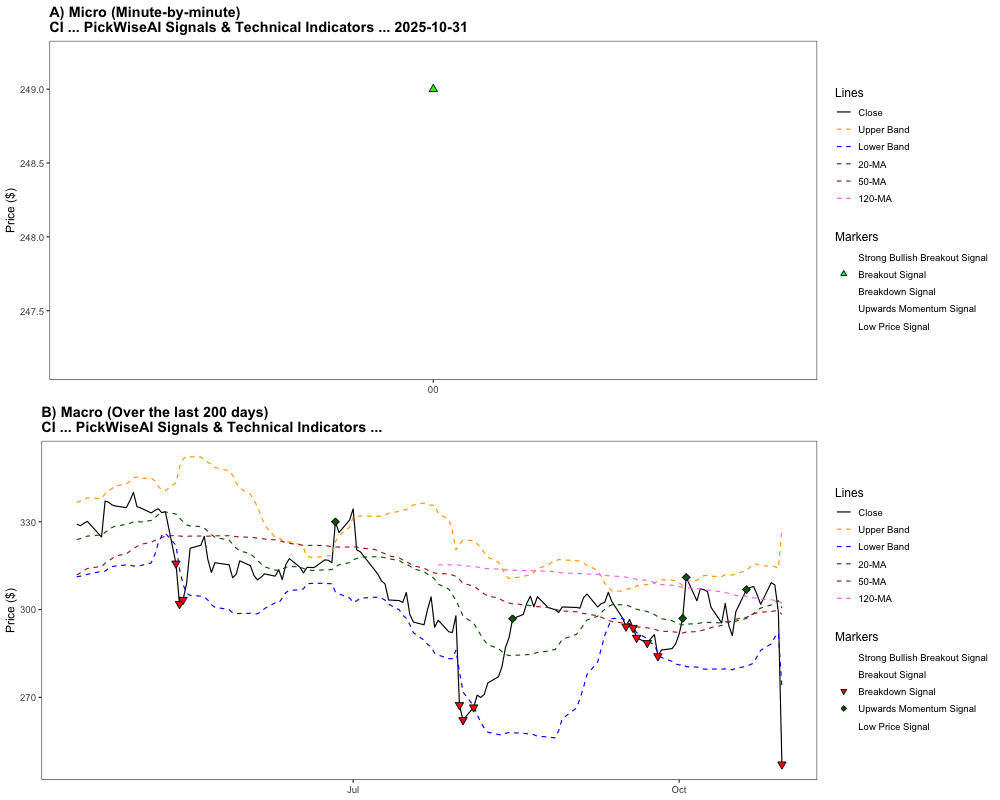 A) Micro (Minute-by-minute)
CI ... PickWiseAI Signals & Technical Indicators ... 2025-10-31
249.0
248.5
248.0
247.5
Price ($)
00
Lines
Close
Upper Band
Lower Band
20-MA
50-MA
120-MA
Markers
Strong Bullish Breakout Signal
Breakout Signal
Breakdown Signal
Upwards Momentum Signal
Low Price Signal
B) Macro (Over the last 200 days)
CI ... PickWiseAI Signals & Technical Indicators ...
330
300
270
Price ($)
Jul
Oct
Lines
Close
Upper Band
Lower Band
20-MA
50-MA
120-MA
Markers
Strong Bullish Breakout Signal
Breakout Signal
Breakdown Signal
Upwards Momentum Signal
Low Price Signal